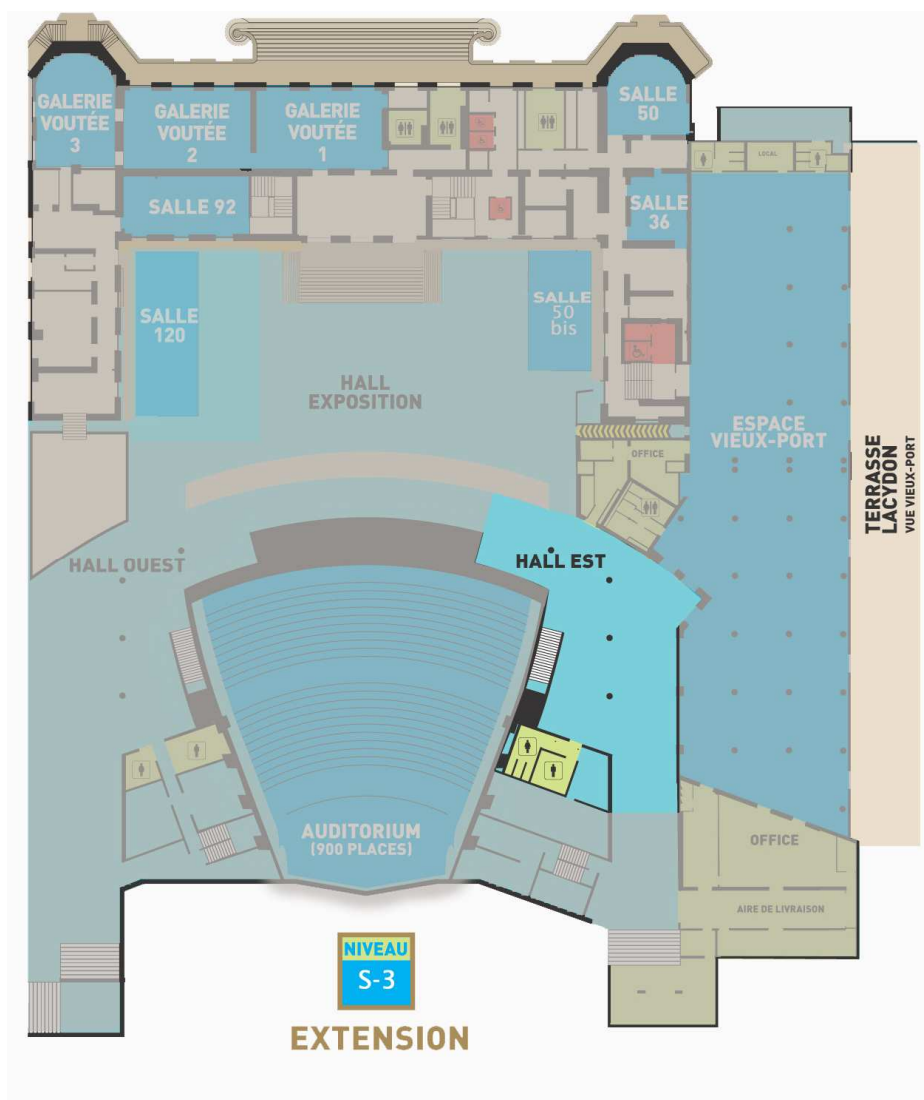 GALERIE
VOUTÉE
3
GALERIE
VOUTÉE
2
GALERIE
VOUTÉE
1
SALLE
50
LOCAL
SALLE 92
SALLE
36
SALLE
120
SALLE
50
bis
HALL
EXPOSITION
ESPACE
VIEUX-PORT
OFFICE
TERRASSE
LACYDON
VUE VIEUX-PORT
HALL OUEST
HALL EST
AUDITORIUM
(900 PLACES)
OFFICE
AIRE DE LIVRAISON
NIVEAU
S-3
EXTENSION